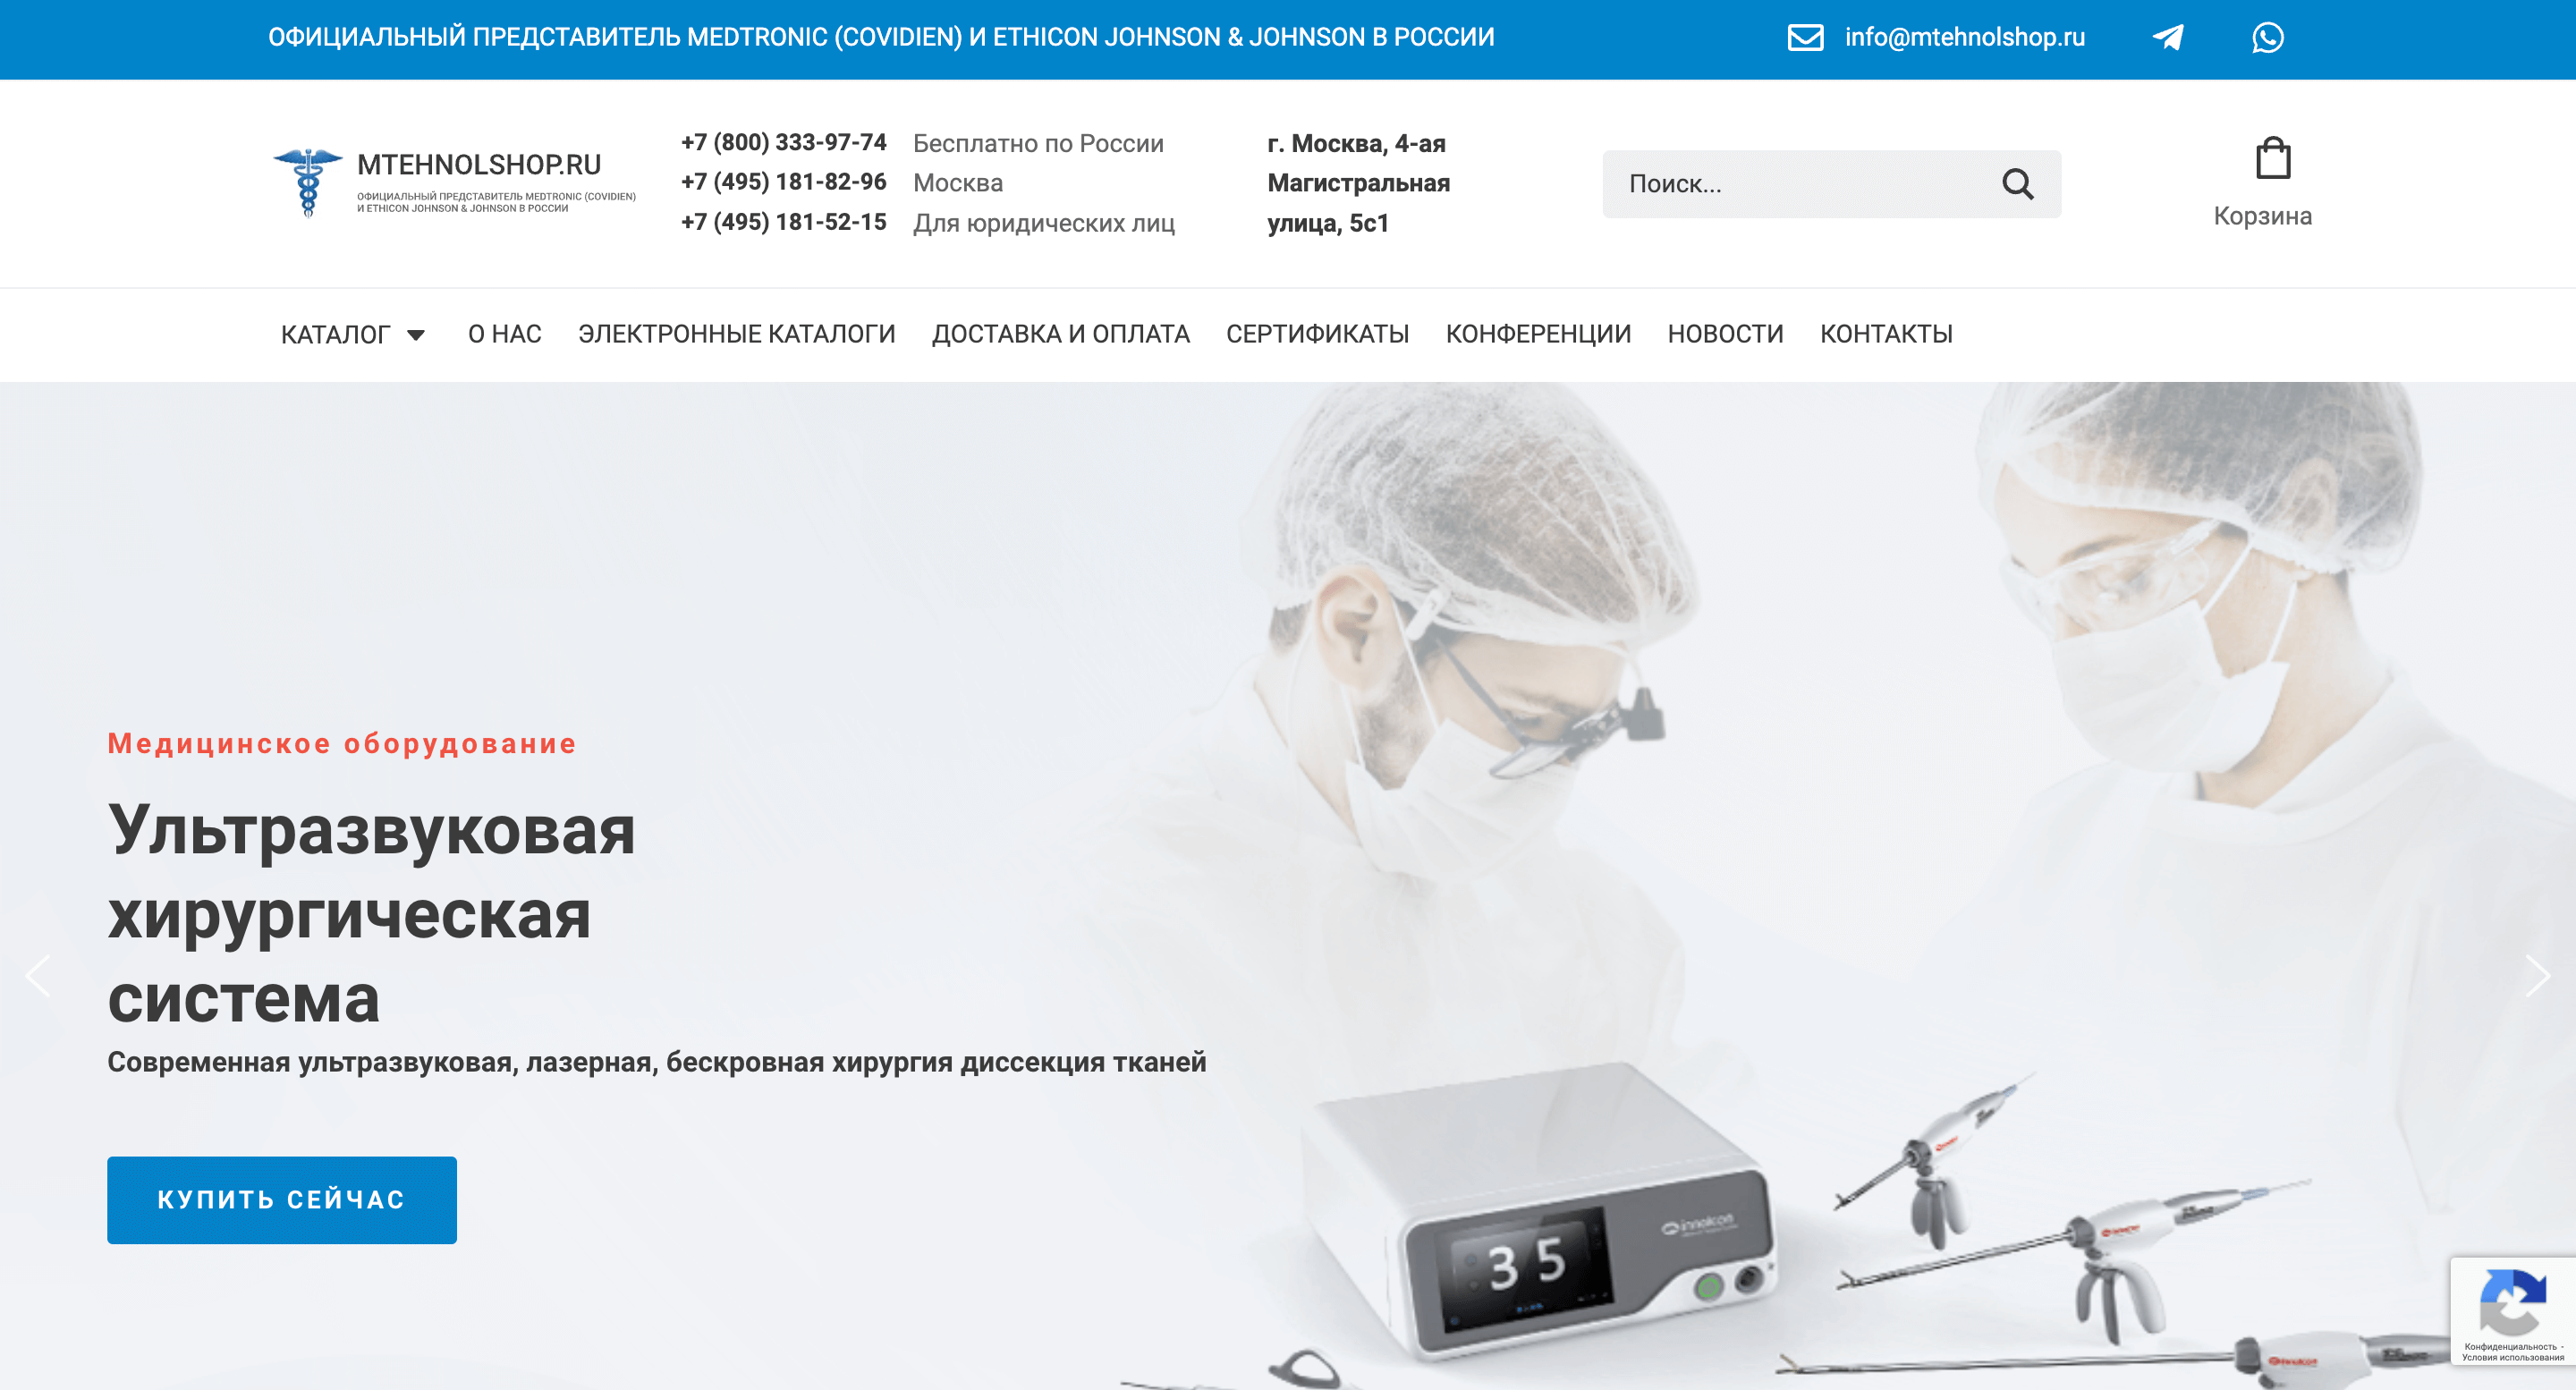 ОФИЦИАЛЬНЫЙ ПРЕДСТАВИТЕЛЬ MEDTRONIC (COVIDIEN) И ETHICON JOHNSON & JOHNSON В РОССИИ
info@mtehnolshop.ru
MTEHNOLSHOP.RU
ОФИЦИАЛЬНЫЙ ПРЕДСТАВИТЕЛЬ MEDTRONIC (COVIDIEN)
И ETHICON JOHNSON & JOHNSON В РОССИИ
+7 (800) 333-97-74 Бесплатно по России
+7 (495) 181-82-96 Москва
+7 (495) 181-52-15 Для юридических лиц
г. Москва, 4-ая
Магистральная
улица, 5с1
Поиск...
Корзина
КАТАЛОГ О НАС ЭЛЕКТРОННЫЕ КАТАЛОГИ ДОСТАВКА И ОПЛАТА СЕРТИФИКАТЫ КОНФЕРЕНЦИИ НОВОСТИ КОНТАКТЫ
Медицинское оборудование
Ультразвуковая
хирургическая
система
Современная ультразвуковая, лазерная, бескровная хирургия диссекция тканей
КУПИТЬ СЕЙЧАС
innolcon
35
Конфиденциальность -
Условия использования